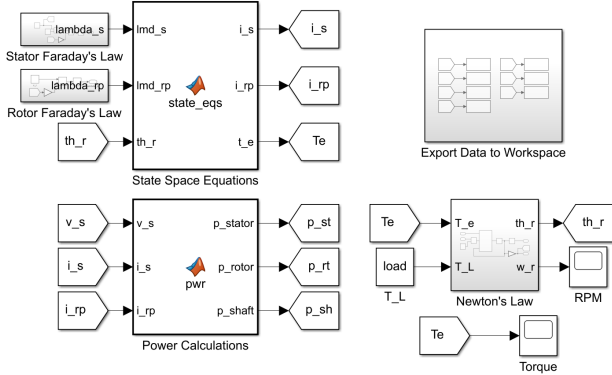 lambda_s
lmd_s
i_s
i_s
Stator Faraday's Law
lambda_rp
lmd_rp
i_rp
i_rp
state_eqs
Rotor Faraday's Law
th_r
th_r
t_e
Te
State Space Equations
Export Data to Workspace
v_s
v_s
p_stator
p_st
i_s
i_s
p_rotor
p_rt
pwr
i_rp
i_rp
p_shaft
p_sh
Power Calculations
Te
T_e
th_r
th_r
load
T_L
w_r
T_L
Newton's Law
RPM
Te
Torque